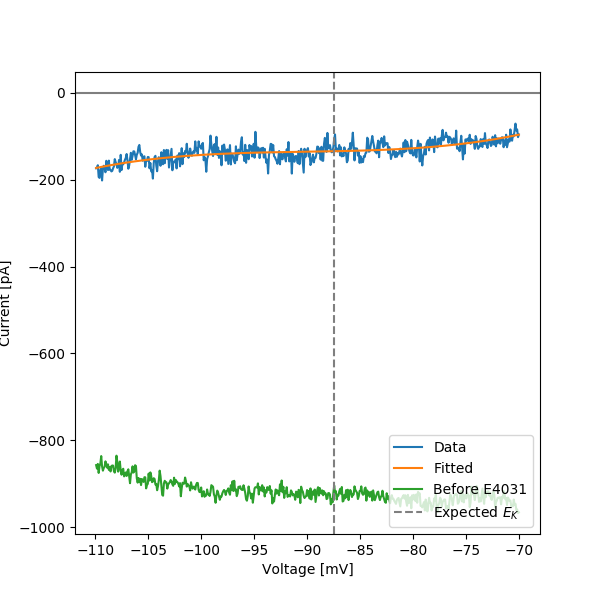 0
−200
−400
−600
−800
−1000
Current [pA]
Data
Fitted
Before E4031
Expected E_K
−110
−105
−100
−95
−90
−85
−80
−75
−70
Voltage [mV]